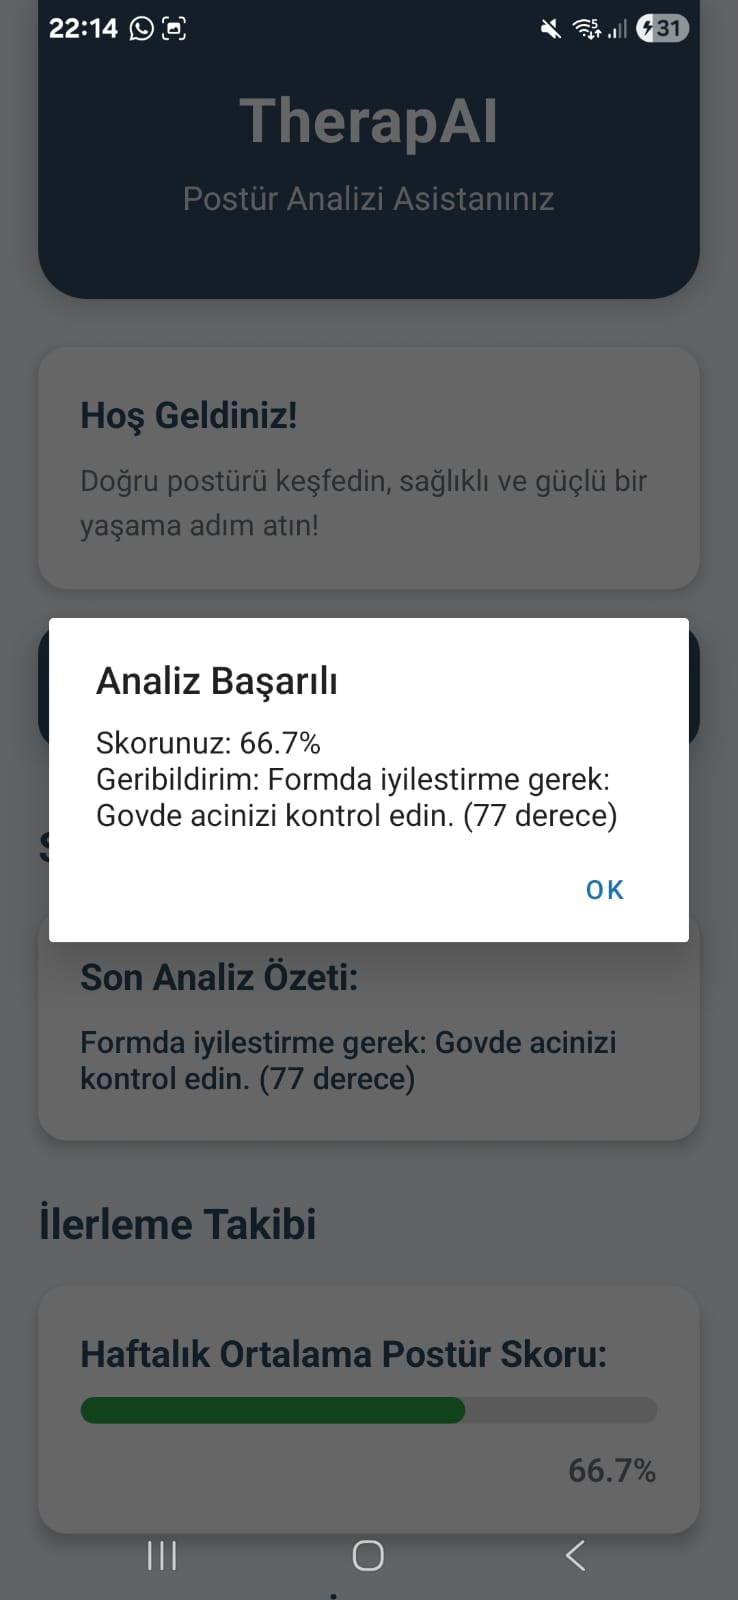 22:14
31
TherapAI
Postür Analizi Asistanınız
Hoş Geldiniz!
Doğru postürü keşfedin, sağlıklı ve güçlü bir
yaşama adım atın!
Analiz Başarılı
Skorunuz: 66.7%
Geribildirim: Formda iyilestirme gerek:
Govde acinizi kontrol edin. (77 derece)
OK
Son Analiz Özeti:
Formda iyilestirme gerek: Govde acinizi
kontrol edin. (77 derece)
İlerleme Takibi
Haftalık Ortalama Postür Skoru:
66.7%